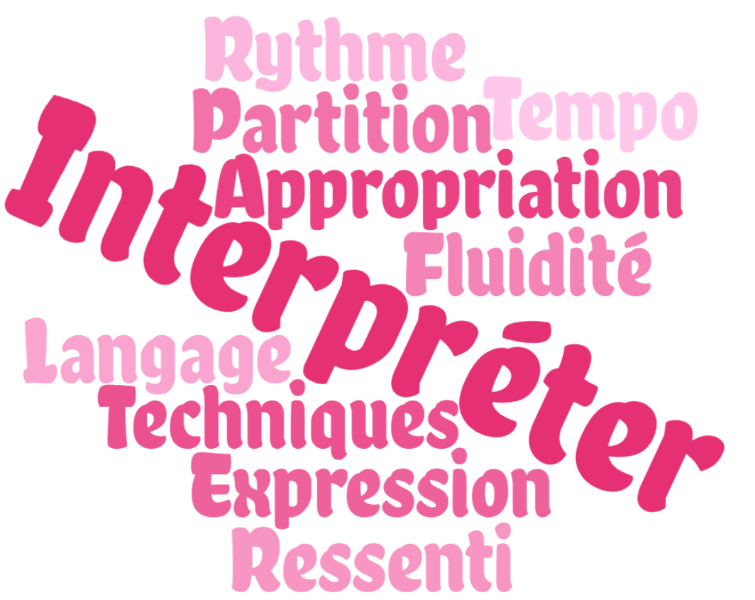 Rythme
Tempo
Partition
Appropriation
Interpréter
Fluidité
Langage
Techniques
Expression
Ressenti